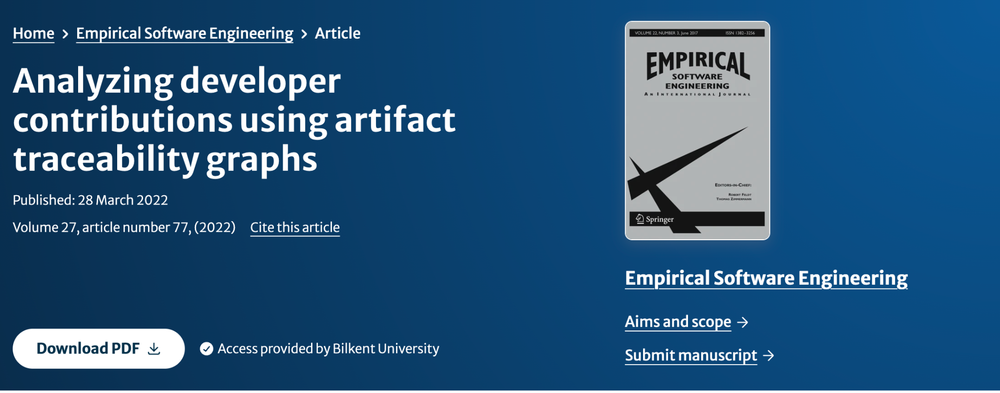 Home > Empirical Software Engineering > Article
Analyzing developer
contributions using artifact
traceability graphs
Published: 28 March 2022
Volume 27, article number 77, (2022) Cite this article
Download PDF
Access provided by Bilkent University
VOLUME 22, NUMBER 3, June 2017 ISSN 1382-3256
EMPIRICAL
SOFTWARE
ENGINEERING
AN INTERNATIONAL JOURNAL
EDITORS-IN-CHIEF:
ROBERT FELDT
THOMAS ZIMMERMANN
Springer
Empirical Software Engineering
Aims and scope →
Submit manuscript →